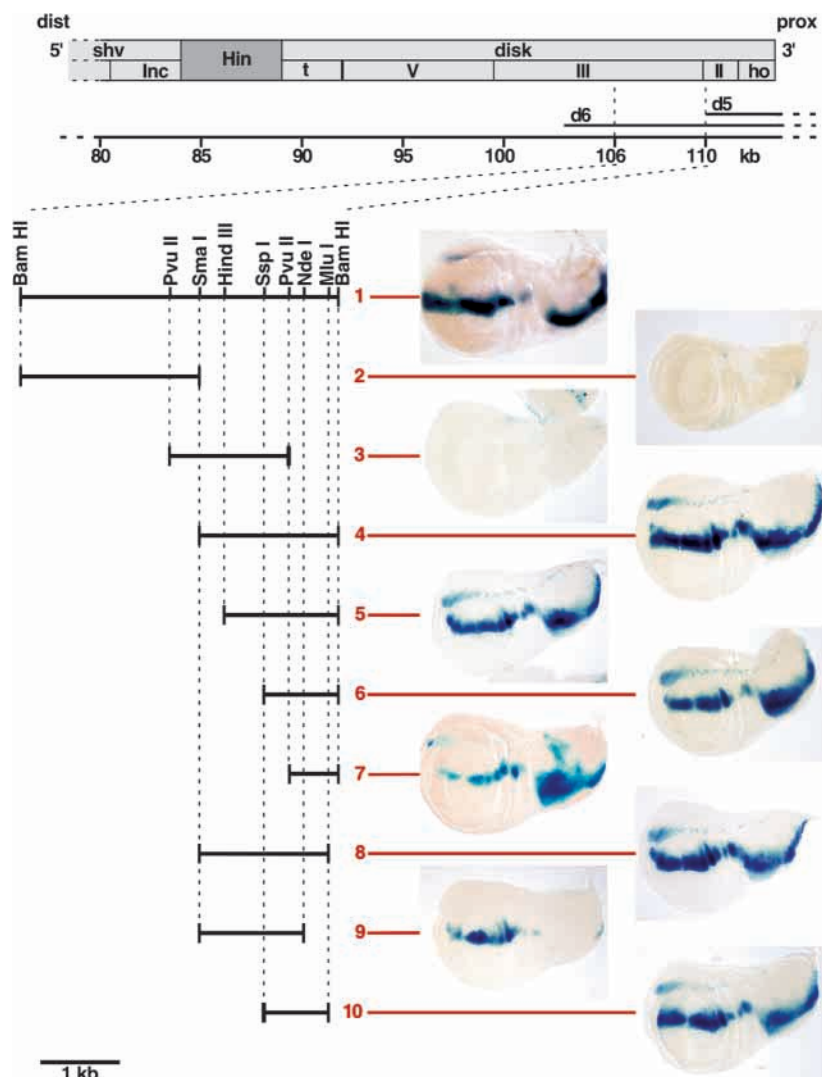 dist prox
5' shv Hin disk 3'
Inc t V III II ho
d5
d6
80 85 90 95 100 106 110 kb
Bam HI Pvu II Sma I Hind III Ssp I Pvu II Nde I Mlu I Bam HI
1
2
3
4
5
6
7
8
9
10
1 kb